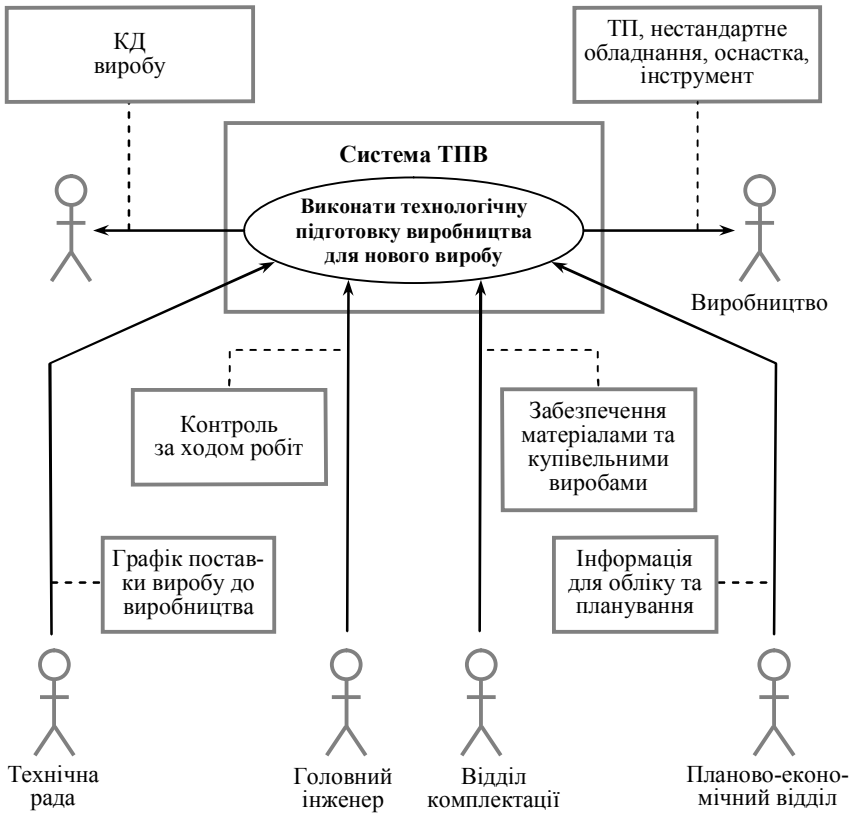 КД
виробу
ТП, нестандартне
обладнання, оснастка,
інструмент
Система ТПВ
Виконати технологічну
підготовку виробництва
для нового виробу
Виробництво
Контроль
за ходом робіт
Забезпечення
матеріалами та
купівельними
виробами
Графік постав-
ки виробу до
виробництва
Інформація
для обліку та
планування
Технічна
рада
Головний
інженер
Відділ
комплектації
Планово-еконо-
мічний відділ